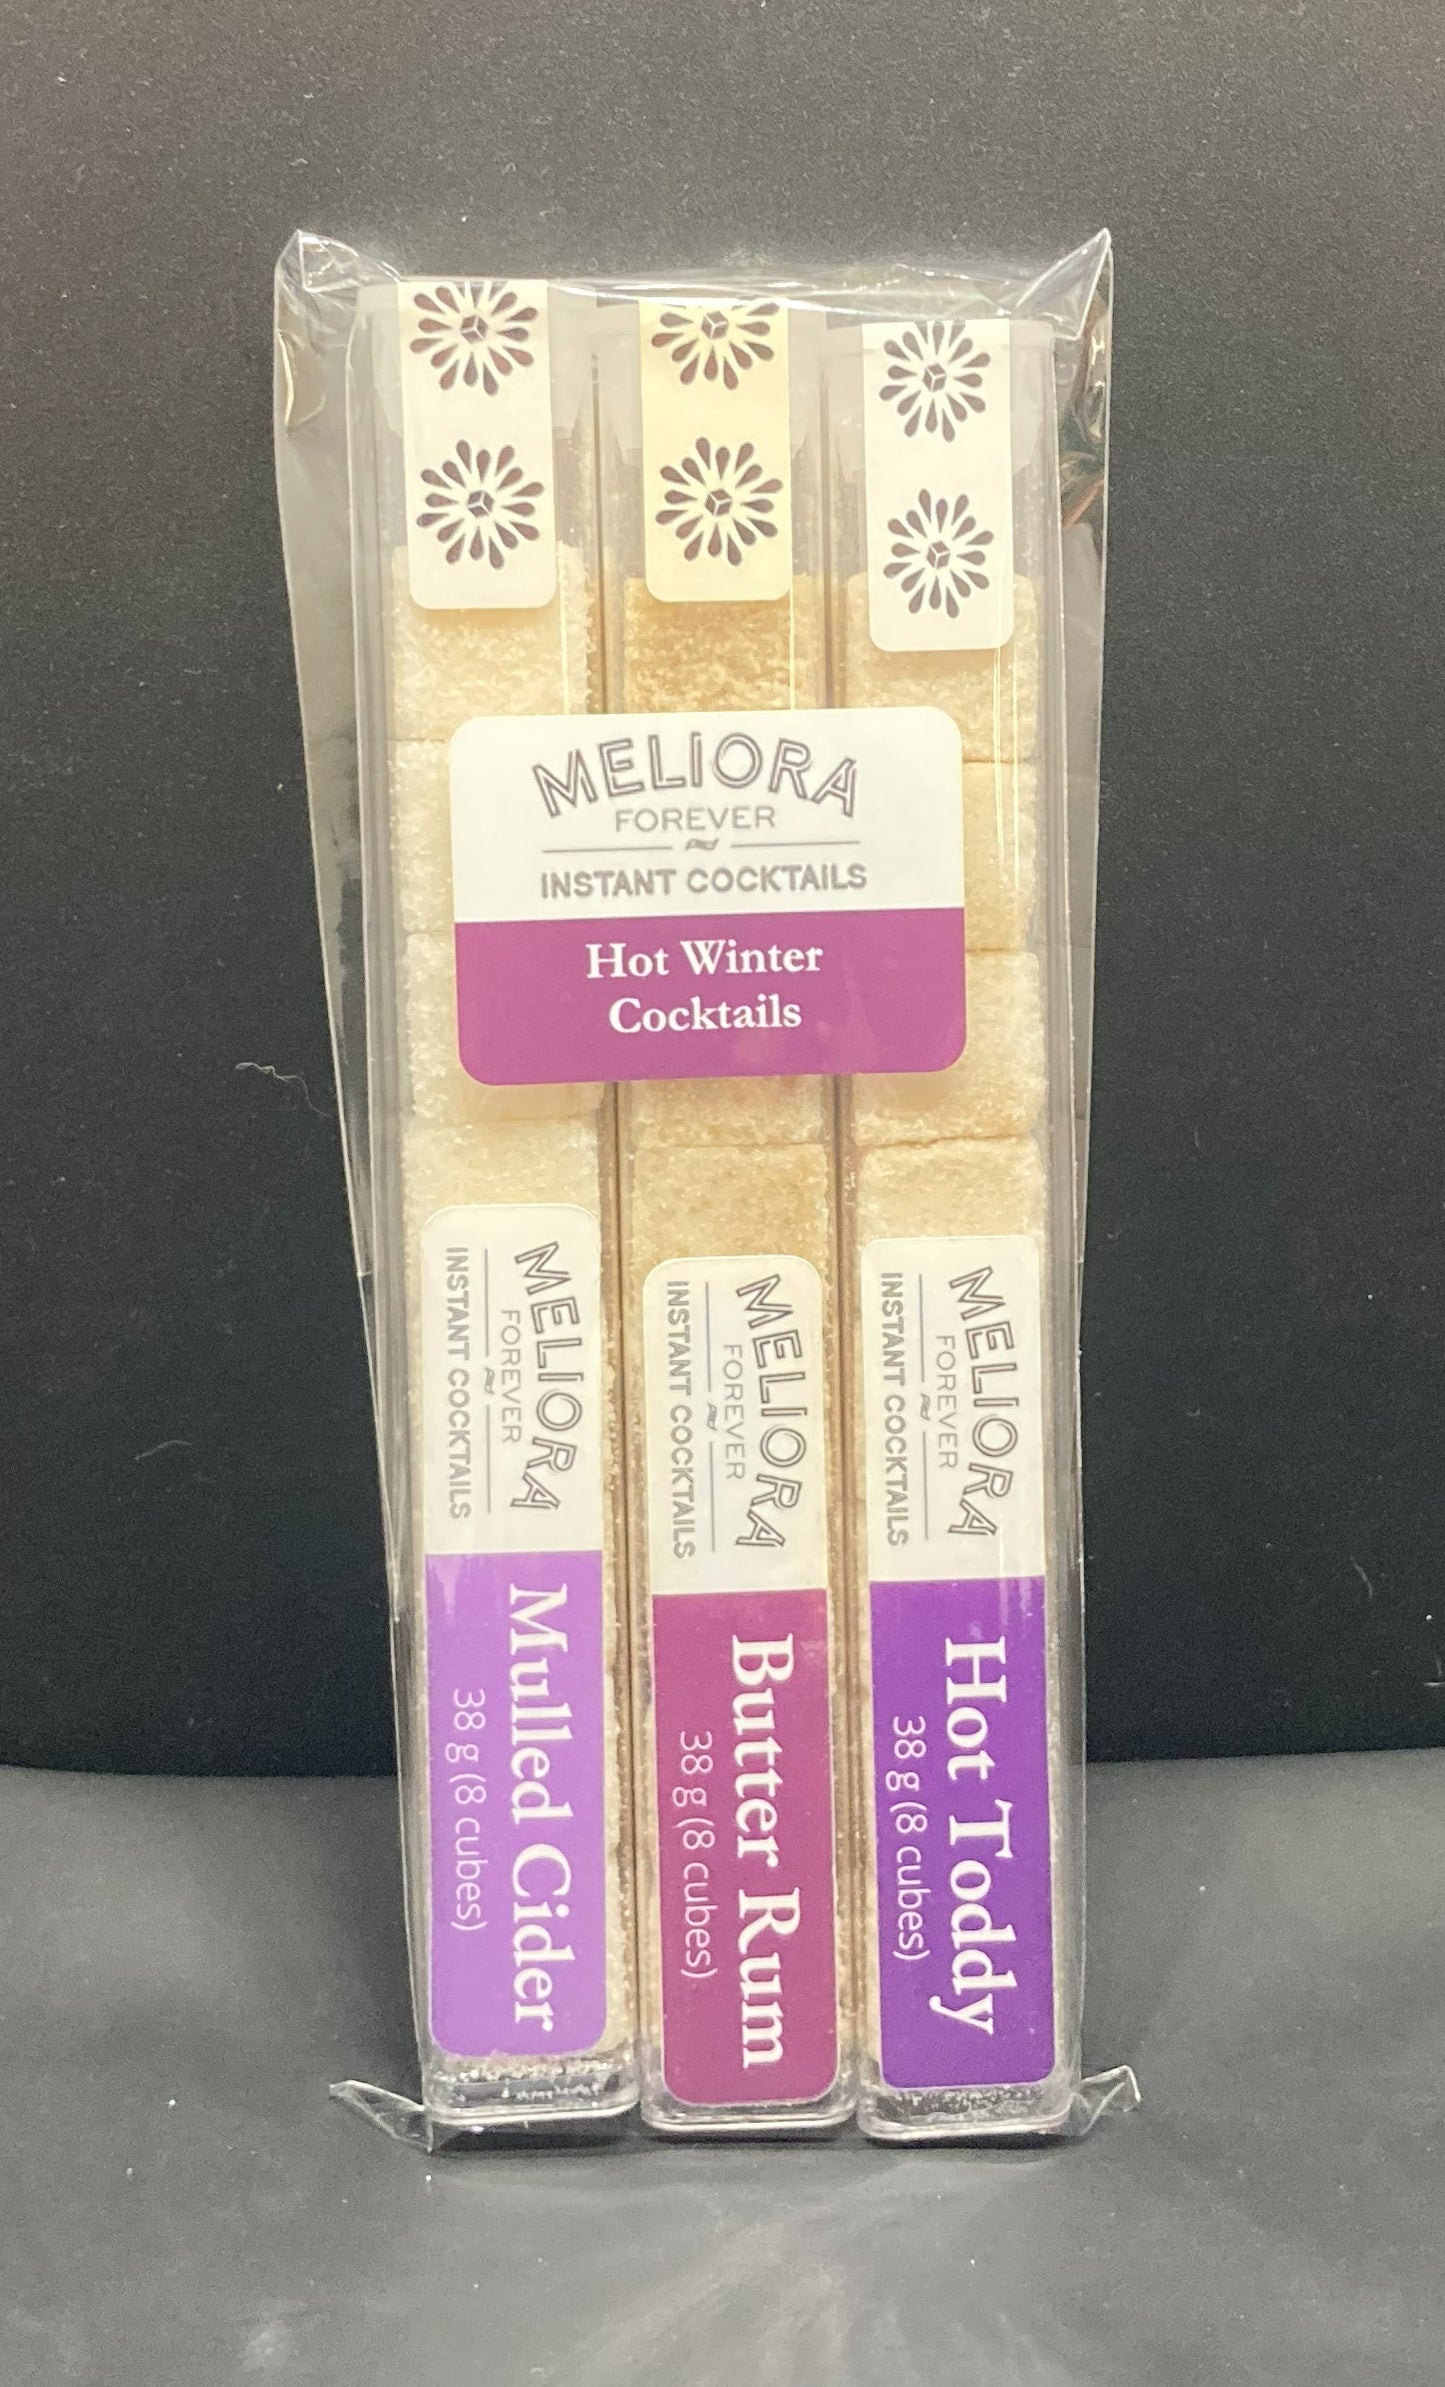 MELIORA
FOREVER
INSTANT COCKTAILS
Hot Winter
Cocktails
MELIORA
FOREVER
INSTANT COCKTAILS
Mulled Cider
38 g (8 cubes)
MELIORA
FOREVER
INSTANT COCKTAILS
Butter Rum
38 g (8 cubes)
MELIORA
FOREVER
INSTANT COCKTAILS
Hot Toddy
38 g (8 cubes)